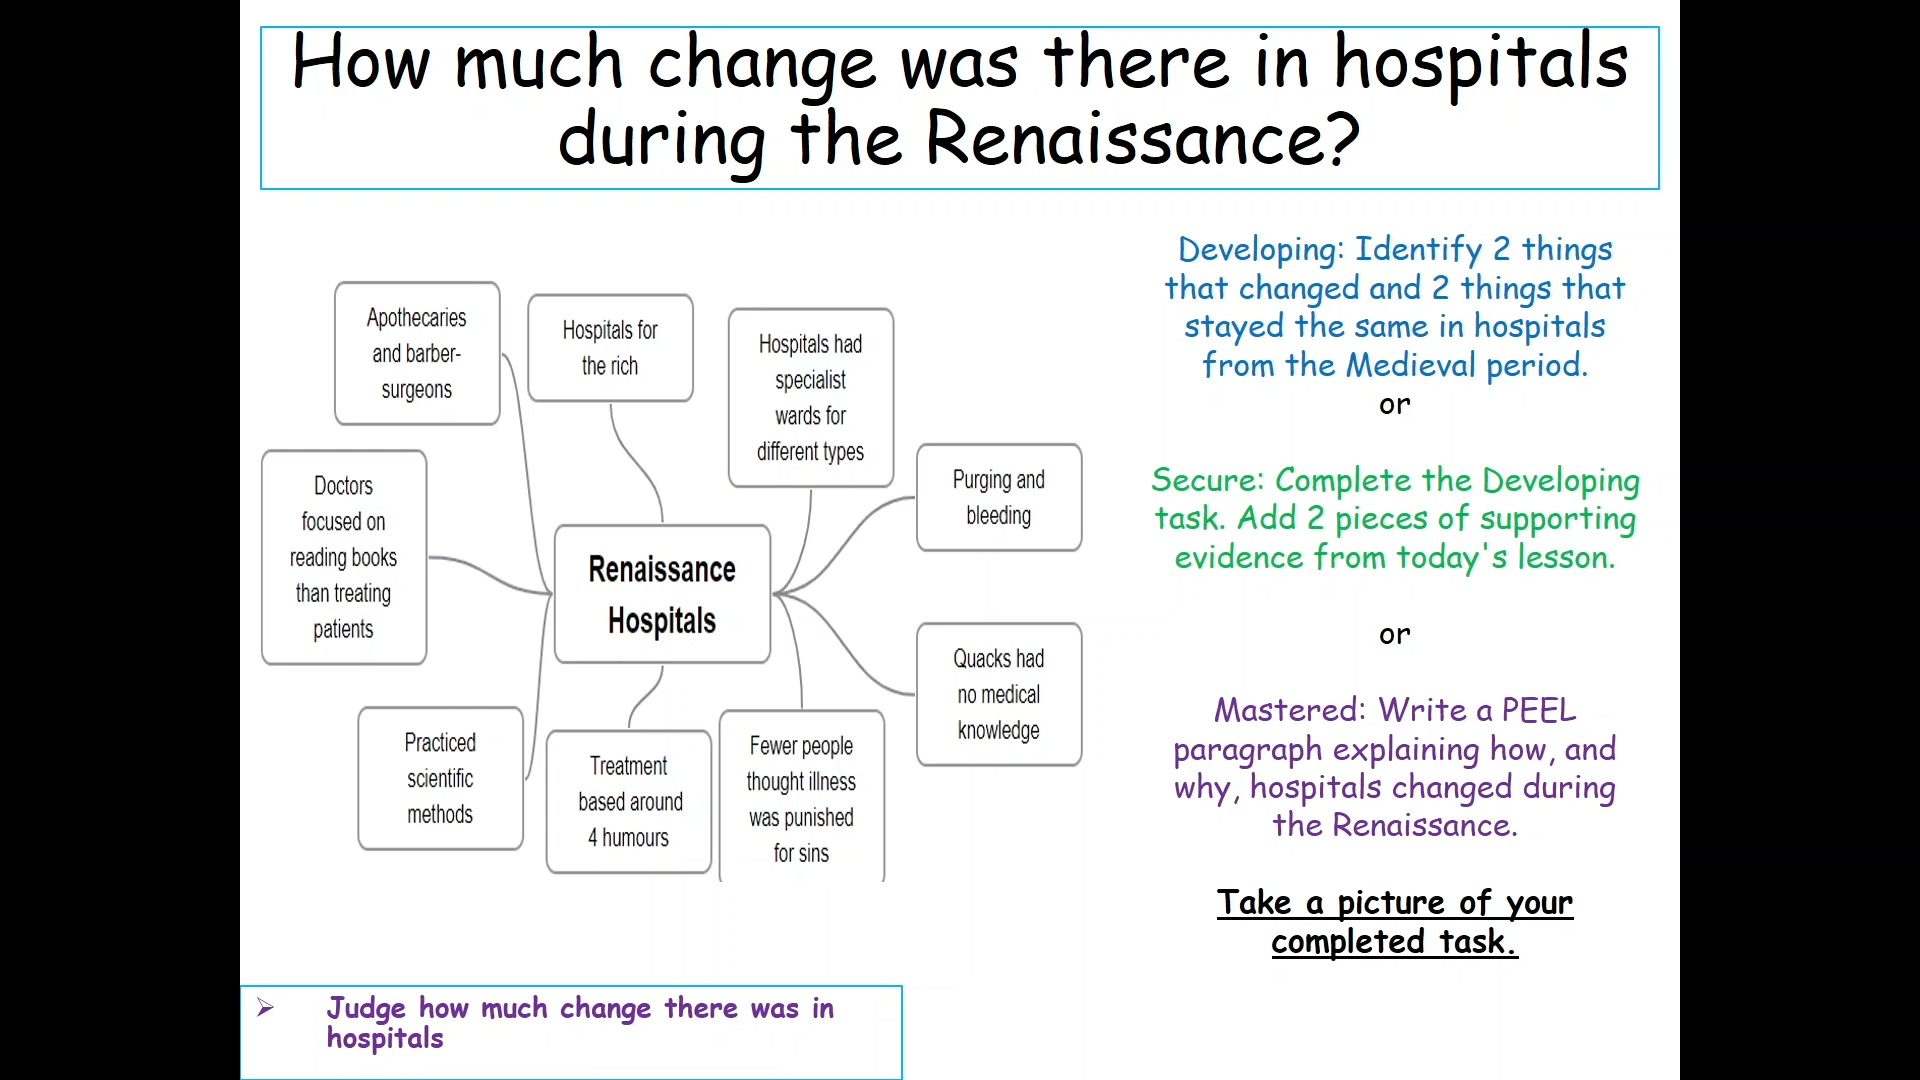 How much change was there in hospitals
during the Renaissance?
Apothecaries
and barber-
surgeons
Hospitals for
the rich
Hospitals had
specialist
wards for
different types
Purging and
bleeding
Doctors
focused on
reading books
than treating
patients
Renaissance
Hospitals
Quacks had
no medical
knowledge
Practiced
scientific
methods
Treatment
based around
4 humours
Fewer people
thought illness
was punished
for sins
Developing: Identify 2 things
that changed and 2 things that
stayed the same in hospitals
from the Medieval period.
or
Secure: Complete the Developing
task. Add 2 pieces of supporting
evidence from today's lesson.
or
Mastered: Write a PEEL
paragraph explaining how, and
why, hospitals changed during
the Renaissance.
Take a picture of your
completed task.
➢ Judge how much change there was in
hospitals